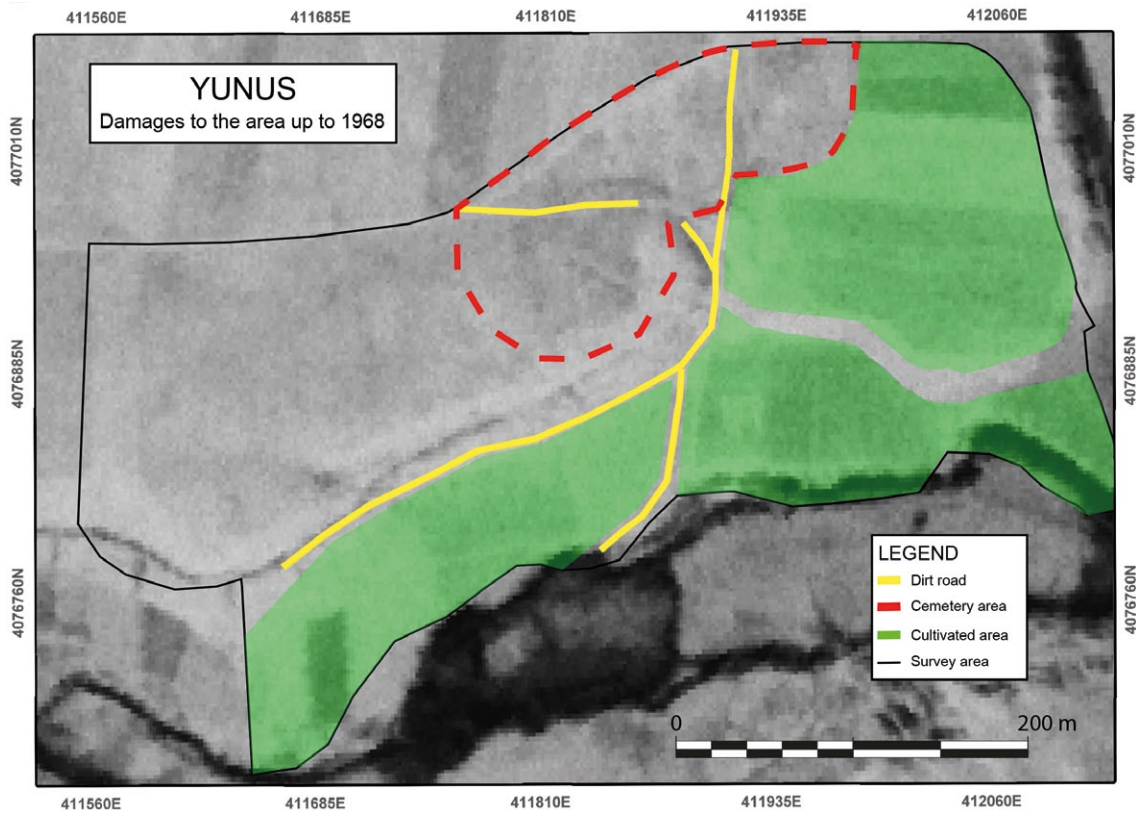 411560E 411685E 411810E 411935E 412060E
YUNUS
Damages to the area up to 1968
4077010N 4077010N
4076885N 4076885N
4076760N 4076760N
LEGEND
Dirt road
Cemetery area
Cultivated area
Survey area
0 200 m
411560E 411685E 411810E 411935E 412060E